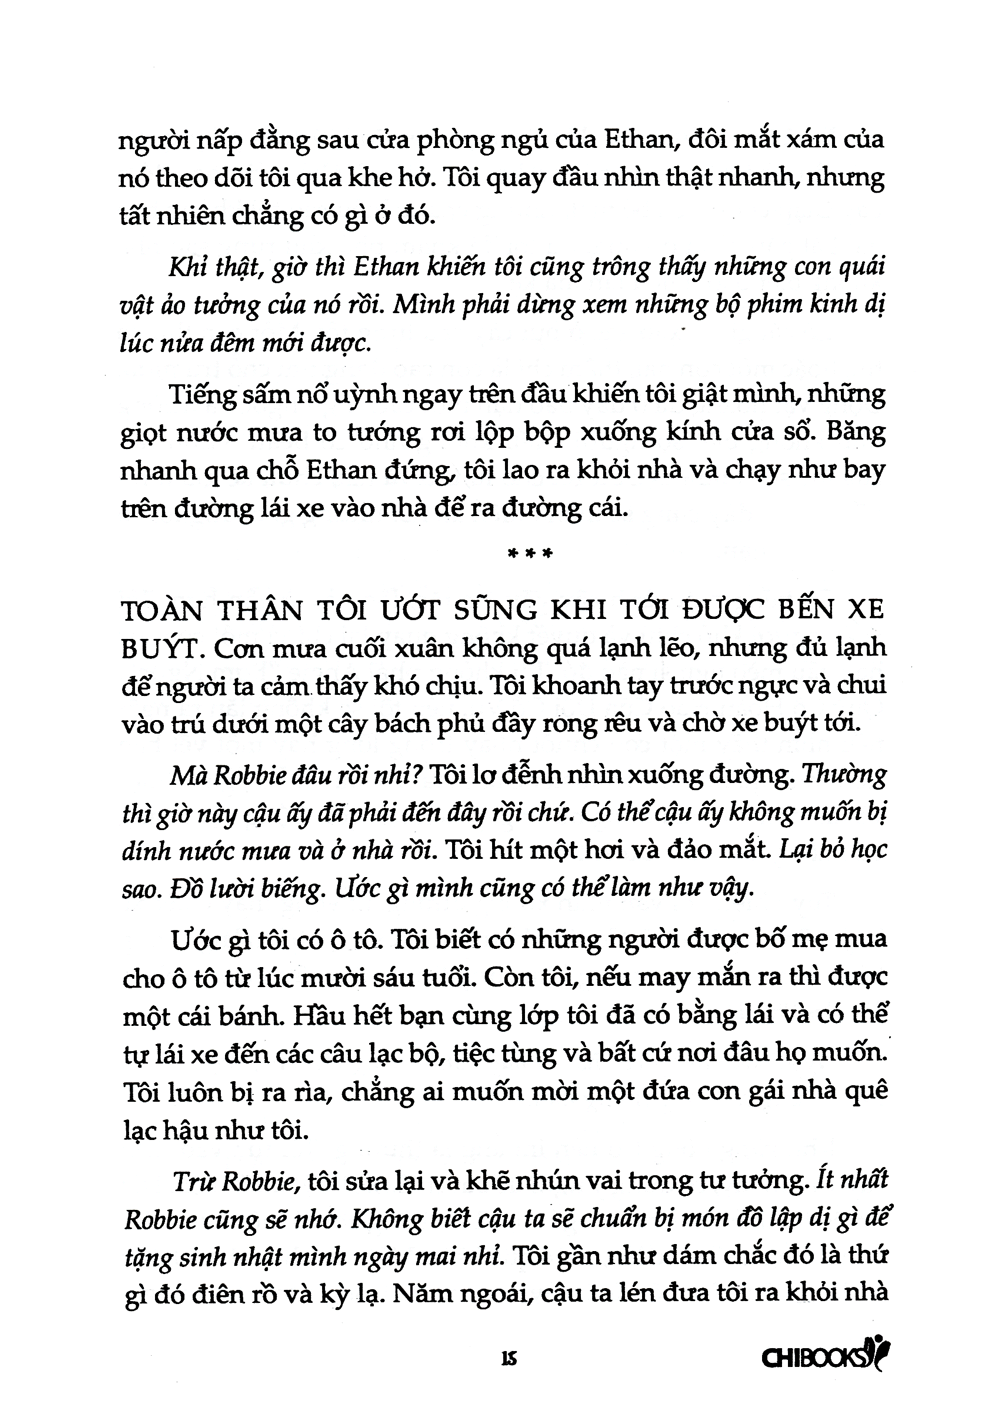 người nấp đằng sau cửa phòng ngủ của Ethan, đôi mắt xám của
nó theo dõi tôi qua khe hở. Tôi quay đầu nhìn thật nhanh, nhưng
tất nhiên chẳng có gì ở đó.
Khỉ thật, giờ thì Ethan khiến tôi cũng trông thấy những con quái
vật ảo tưởng của nó rồi. Mình phải dừng xem những bộ phim kinh dị
lúc nửa đêm mới được.
Tiếng sấm nổ uỳnh ngay trên đầu khiến tôi giật mình, những
giọt nước mưa to tướng rơi lộp bộp xuống kính cửa sổ. Băng
nhanh qua chỗ Ethan đứng, tôi lao ra khỏi nhà và chạy như bay
trên đường lái xe vào nhà để ra đường cái.
***
TOÀN THÂN TÔI ƯỚT SŨNG KHI TỚI ĐƯỢC BẾN XE
BUÝT. Cơn mưa cuối xuân không quá lạnh lẽo, nhưng đủ lạnh
để người ta cảm thấy khó chịu. Tôi khoanh tay trước ngực và chui
vào trú dưới một cây bách phủ đầy rong rêu và chờ xe buýt tới.
Mà Robbie đâu rồi nhỉ? Tôi lơ đễnh nhìn xuống đường. Thường
thì giờ này cậu ấy đã phải đến đây rồi chứ. Có thể cậu ấy không muốn bị
dính nước mưa và ở nhà rồi. Tôi hít một hơi và đảo mắt. Lại bỏ học
sao. Đồ lười biếng. Ước gì mình cũng có thể làm như vậy.
Ước gì tôi có ô tô. Tôi biết có những người được bố mẹ mua
cho ô tô từ lúc mười sáu tuổi. Còn tôi, nếu may mắn ra thì được
một cái bánh. Hầu hết bạn cùng lớp tôi đã có bằng lái và có thể
tự lái xe đến các câu lạc bộ, tiệc tùng và bất cứ nơi đâu họ muốn.
Tôi luôn bị ra rìa, chẳng ai muốn mời một đứa con gái nhà quê
lạc hậu như tôi.
Trừ Robbie, tôi sửa lại và khẽ nhún vai trong tư tưởng. Ít nhất
Robbie cũng sẽ nhớ. Không biết cậu ta sẽ chuẩn bị món đồ lập dị gì để
tặng sinh nhật mình ngày mai nhỉ. Tôi gần như dám chắc đó là thứ
gì đó điên rồ và kỳ lạ. Năm ngoái, cậu ta lén đưa tôi ra khỏi nhà
15
CHIBOOKS